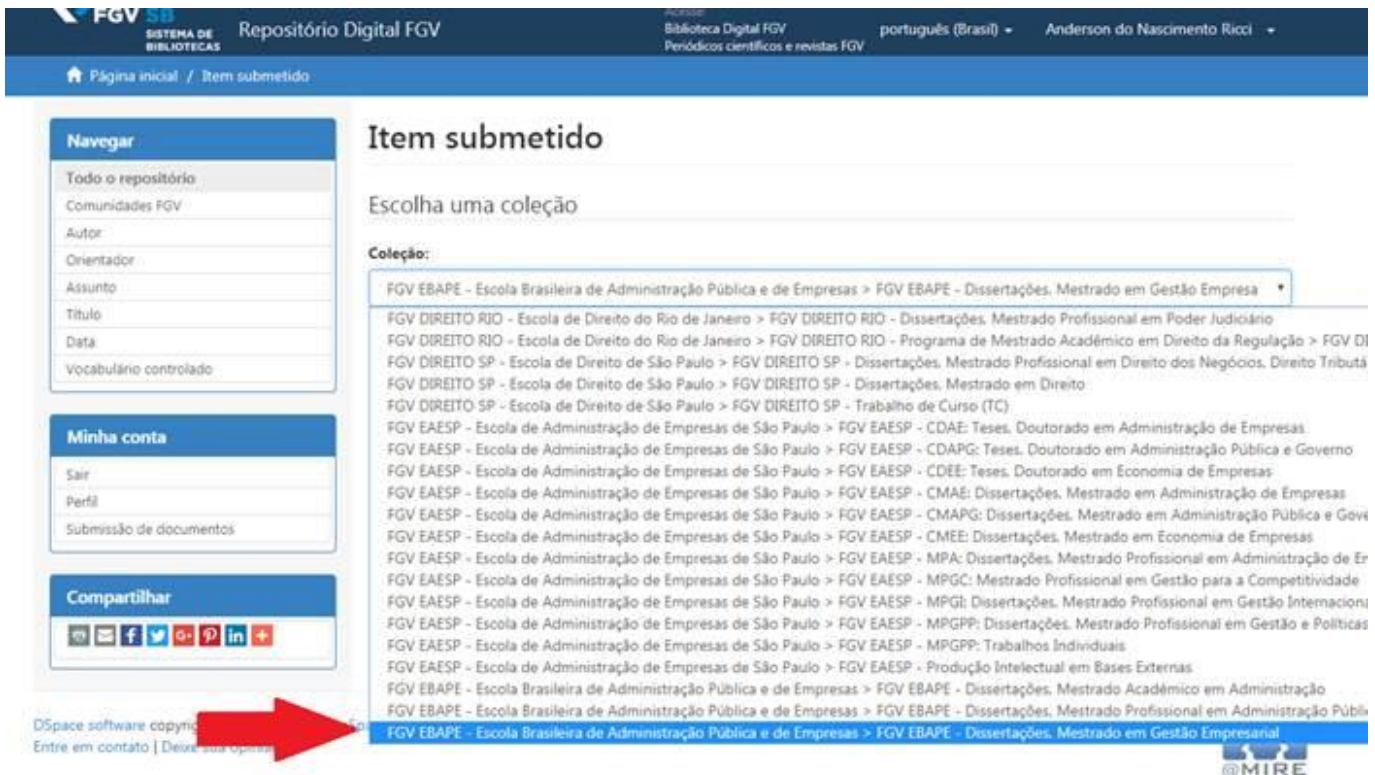 FGV SB
SISTEMA DE
BIBLIOTECAS
Repositório Digital FGV
Acesse:
Biblioteca Digital FGV
Periódicos científicos e revistas FGV
português (Brasil)
Anderson do Nascimento Ricci
Página inicial / Item submetido
Navegar
Todo o repositório
Comunidades FGV
Autor
Orientador
Assunto
Título
Data
Vocabulário controlado
Minha conta
Sair
Perfil
Submissão de documentos
Compartilhar
Item submetido
Escolha uma coleção
Coleção:
FGV EBAPE - Escola Brasileira de Administração Pública e de Empresas > FGV EBAPE - Dissertações, Mestrado em Gestão Empresa
FGV DIREITO RIO - Escola de Direito do Rio de Janeiro > FGV DIREITO RIO - Dissertações, Mestrado Profissional em Poder Judiciário
FGV DIREITO RIO - Escola de Direito do Rio de Janeiro > FGV DIREITO RIO - Programa de Mestrado Acadêmico em Direito da Regulação > FGV DI
FGV DIREITO SP - Escola de Direito de São Paulo > FGV DIREITO SP - Dissertações, Mestrado Profissional em Direito dos Negócios, Direito Tributá
FGV DIREITO SP - Escola de Direito de São Paulo > FGV DIREITO SP - Dissertações, Mestrado em Direito
FGV DIREITO SP - Escola de Direito de São Paulo > FGV DIREITO SP - Trabalho de Curso (TC)
FGV EAESP - Escola de Administração de Empresas de São Paulo > FGV EAESP - CDAE: Teses, Doutorado em Administração de Empresas
FGV EAESP - Escola de Administração de Empresas de São Paulo > FGV EAESP - CDAPG: Teses, Doutorado em Administração Pública e Governo
FGV EAESP - Escola de Administração de Empresas de São Paulo > FGV EAESP - CDEE: Teses, Doutorado em Economia de Empresas
FGV EAESP - Escola de Administração de Empresas de São Paulo > FGV EAESP - CMAE: Dissertações, Mestrado em Administração de Empresas
FGV EAESP - Escola de Administração de Empresas de São Paulo > FGV EAESP - CMAPG: Dissertações, Mestrado em Administração Pública e Gove
FGV EAESP - Escola de Administração de Empresas de São Paulo > FGV EAESP - CMEE: Dissertações, Mestrado em Economia de Empresas
FGV EAESP - Escola de Administração de Empresas de São Paulo > FGV EAESP - MPA: Dissertações, Mestrado Profissional em Administração de Em
FGV EAESP - Escola de Administração de Empresas de São Paulo > FGV EAESP - MPGC: Mestrado Profissional em Gestão para a Competitividade
FGV EAESP - Escola de Administração de Empresas de São Paulo > FGV EAESP - MPGI: Dissertações, Mestrado Profissional em Gestão Internaciona
FGV EAESP - Escola de Administração de Empresas de São Paulo > FGV EAESP - MPGPP: Dissertações, Mestrado Profissional em Gestão e Políticas
FGV EAESP - Escola de Administração de Empresas de São Paulo > FGV EAESP - MPGPP: Trabalhos Individuais
FGV EAESP - Escola de Administração de Empresas de São Paulo > FGV EAESP - Produção Intelectual em Bases Externas
FGV EBAPE - Escola Brasileira de Administração Pública e de Empresas > FGV EBAPE - Dissertações, Mestrado Acadêmico em Administração
FGV EBAPE - Escola Brasileira de Administração Pública e de Empresas > FGV EBAPE - Dissertações, Mestrado Profissional em Administração Públi
FGV EBAPE - Escola Brasileira de Administração Pública e de Empresas > FGV EBAPE - Dissertações, Mestrado em Gestão Empresarial
DSpace software copyrig
Entre em contato | Deixe sua opinião
@MIRE